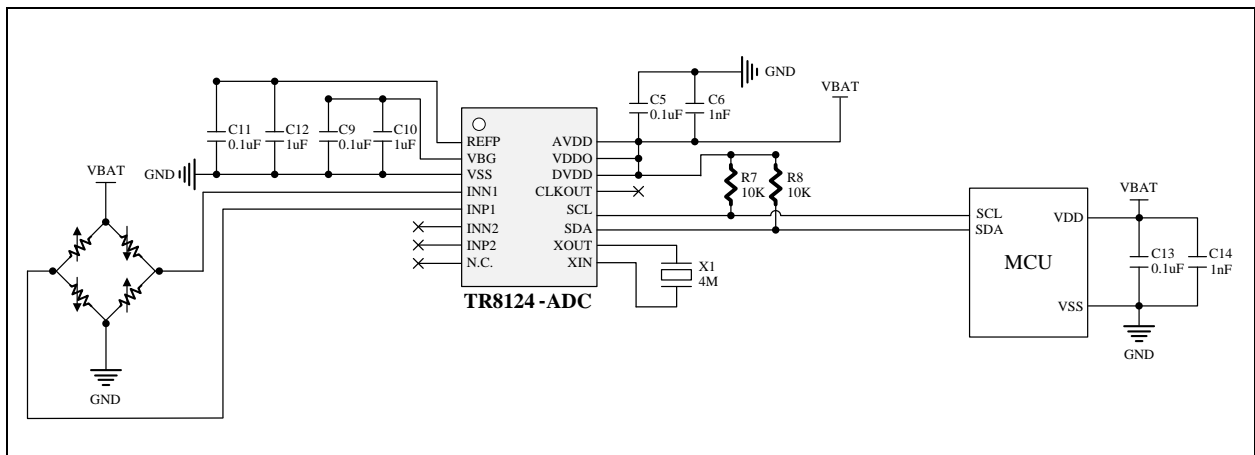 GND
VBAT
C5
0.1uF
C6
1nF
C11
0.1uF
C12
1uF
C9
0.1uF
C10
1uF
REFP
VBG
VSS
INN1
INP1
INN2
INP2
N.C.
AVDD
VDDO
DVDD
CLKOUT
SCL
SDA
XOUT
XIN
TR8124-ADC
GND
VBAT
GND
R7
10K
R8
10K
X1
4M
SCL
SDA
VDD
MCU
VSS
VBAT
C13
0.1uF
C14
1nF
GND